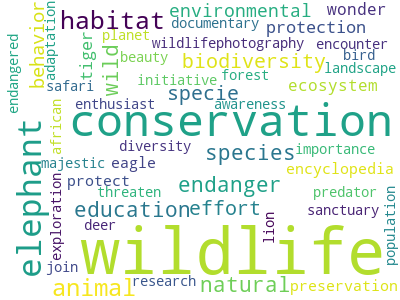 wonder
environmental
documentary
habitat
protection
planet
wildlifephotography
encounter
endangered
adaptation
behavior
tiger
wild
beauty
biodiversity
bird
landscape
forest
safari
initiative
ecosystem
specie
enthusiast
awareness
african
conservation
elephant
diversity
species
importance
majestic
eagle
encyclopedia
protect
endanger
threaten
predator
exploration
education
effort
lion
sanctuary
population
deer
wildlife
join
research
animal
natural
preservation